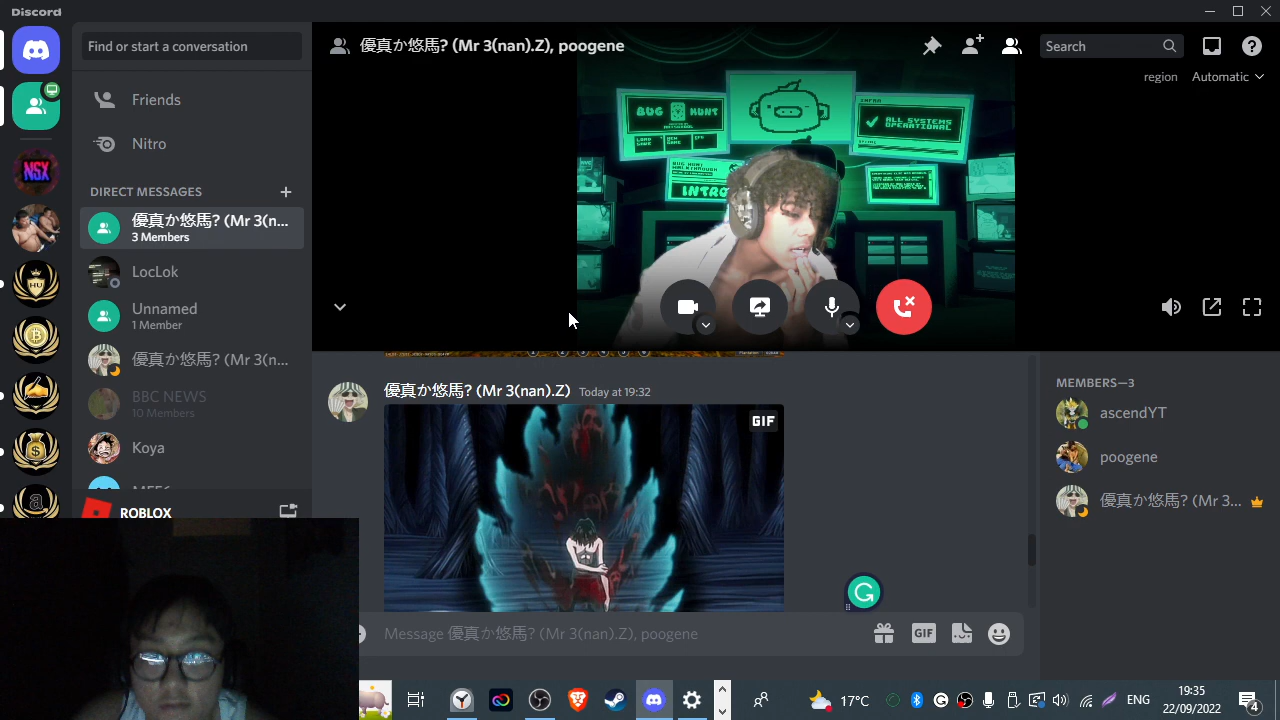 Discord
Find or start a conversation
優真か悠馬? (Mr 3(nan).Z), poogene
Search
region Automatic
Friends
Nitro
DIRECT MESSAGES
優真か悠馬? (Mr 3(n...
3 Members
LocLok
Unnamed
1 Member
優真か悠馬? (Mr 3(n...
BBC NEWS
10 Members
Koya
ROBLOX
NSX
HU
BUG HUNT
ALL SYSTEMS
OPERATIONAL
INTRO
優真か悠馬? (Mr 3(nan).Z) Today at 19:32
GIF
Message 優真か悠馬? (Mr 3(nan).Z), poogene
GIF
MEMBERS—3
ascendYT
poogene
優真か悠馬? (Mr 3...
17°C
ENG
19:35
22/09/2022
4